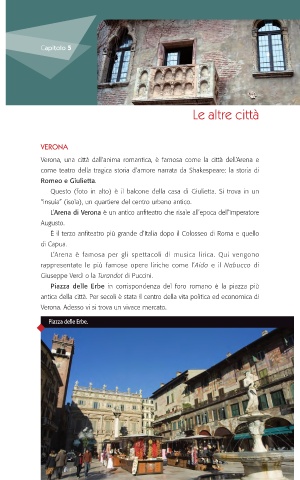 Capitolo 5
Le altre città
VERONA
Verona, una città dall'anima romantica, è famosa come la città dell'Arena e
come teatro della tragica storia d'amore narrata da Shakespeare: la storia di
Romeo e Giulietta.
Questo (foto in alto) è il balcone della casa di Giulietta. Si trova in un
"insula" (isola), un quartiere del centro urbano antico.
L'Arena di Verona è un antico anfiteatro che risale all'epoca dell'Imperatore
Augusto.
È il terzo anfiteatro più grande d'Italia dopo il Colosseo di Roma e quello
di Capua.
L'Arena è famosa per gli spettacoli di musica lirica. Qui vengono
rappresentate le più famose opere liriche come l'Aida e il Nabucco di
Giuseppe Verdi o la Turandot di Puccini.
Piazza delle Erbe in corrispondenza del foro romano è la piazza più
antica della città. Per secoli è stata il centro della vita politica ed economica di
Verona. Adesso vi si trova un vivace mercato.
Piazza delle Erbe.